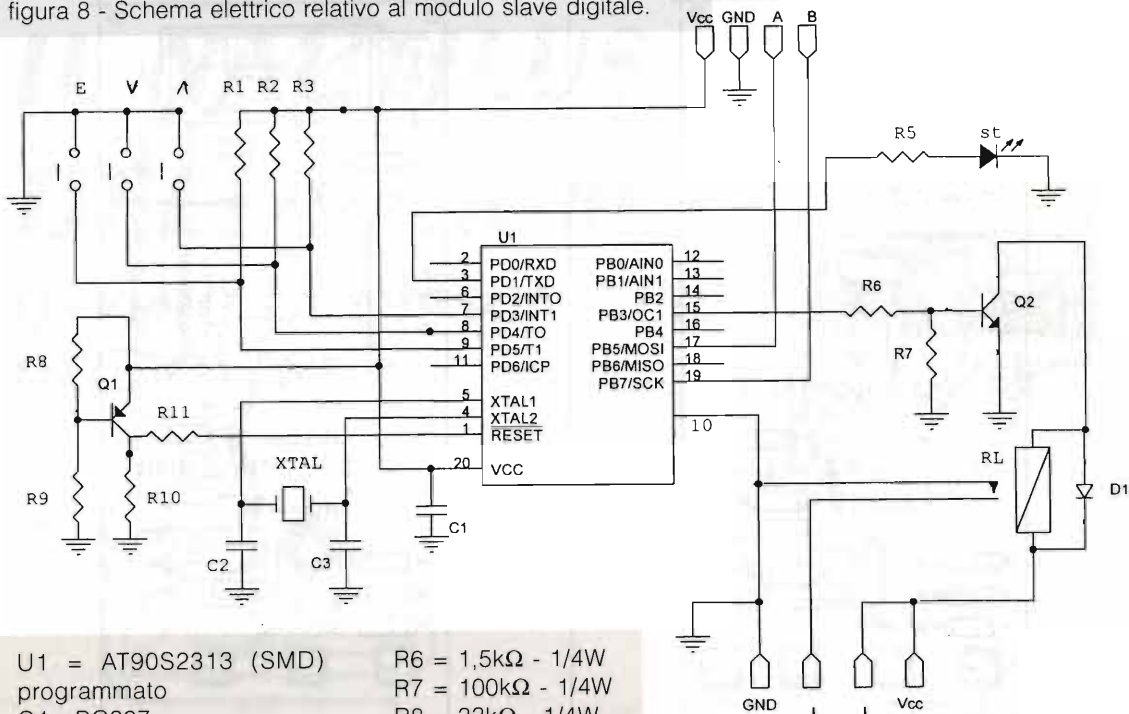 figura 8 - Schema elettrico relativo al modulo slave digitale.
Vcc GND A B
E V Λ R1 R2 R3
R5 st
U1
2 PD0/RXD PB0/AIN0 12
3 PD1/TXD PB1/AIN1 13
6 PD2/INTO PB2 14
7 PD3/INT1 PB3/OC1 15
8 PD4/TO PB4 16
9 PD5/T1 PB5/MOSI 17
11 PD6/ICP PB6/MISO 18
PB7/SCK 19
5 XTAL1
4 XTAL2 10
1 RESET
20 VCC
R6 Q2
R7
R8
Q1 R11
XTAL
R9 R10
C1
C2 C3
RL
D1
U1 = AT90S2313 (SMD)
programmato
R6 = 1,5kΩ - 1/4W
R7 = 100kΩ - 1/4W
R8 - 1/4W
GND Vcc